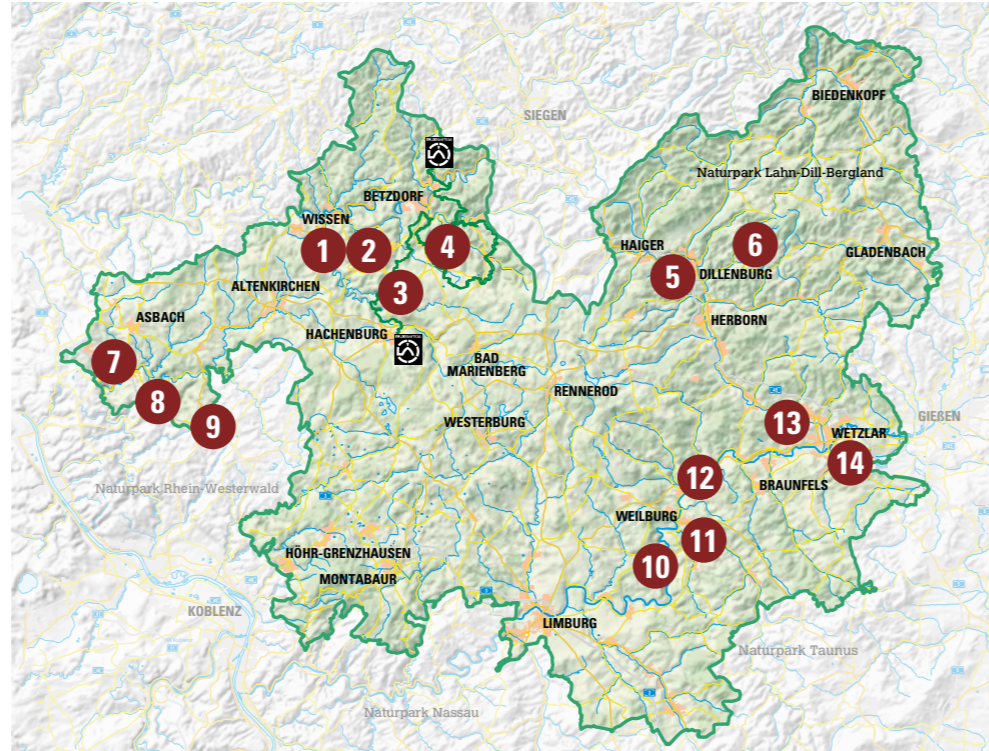 BIEDENKOPF
SIEGEN
Naturpark Lahn-Dill-Bergland
BETZDORF
WISSEN
1
2
4
HAIGER
6
GLADENBACH
5
DILLENBURG
3
ALTENKIRCHEN
ASBACH
HACHENBURG
HERBORN
7
BAD
MARIENBERG
RENNEROD
8
9
WESTERBURG
13
WETZLAR
GIEßEN
14
12
BRAUNFELS
Naturpark Rhein-Westerwald
WEILBURG
11
10
HÖHR-GRENZHAUSEN
MONTABAUR
KOBLENZ
LIMBURG
Naturpark Taunus
Naturpark Nassau